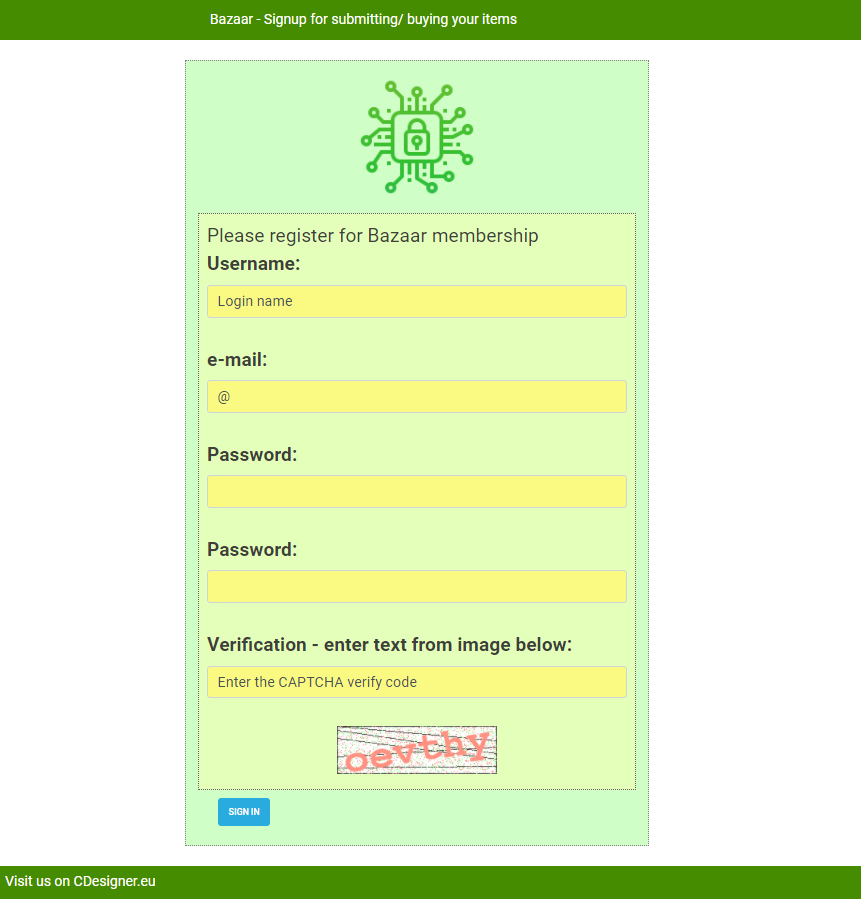 Bazaar - Signup for submitting/ buying your items
Please register for Bazaar membership
Username:
Login name
e-mail:
@
Password:
Password:
Verification - enter text from image below:
Enter the CAPTCHA verify code
oevthy
SIGN IN
Visit us on CDesigner.eu